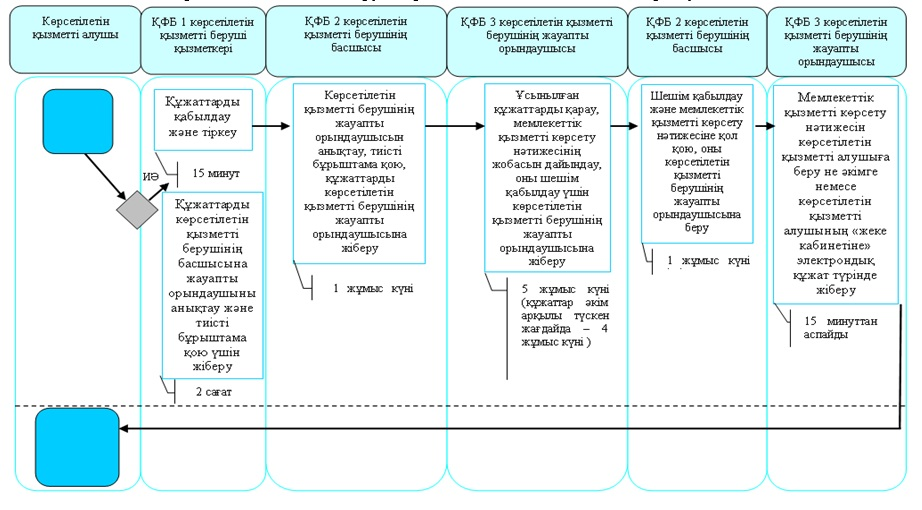 Көрсетілетін
қызметті алушы
ҚФБ 1 көрсетілетін
қызметті беруші
қызметкері
ҚФБ 2 көрсетілетін
қызметті берушінің
басшысы
ҚФБ 3 көрсетілетін қызметті
берушінің жауапты
орындаушысы
ҚФБ 2 көрсетілетін
қызметті берушінің
басшысы
ҚФБ 3 көрсетілетін
қызметті берушінің
жауапты
орындаушысы
ИӘ
Құжаттарды
қабылдау
және тіркеу
15 минут
Құжаттарды
көрсетілетін
қызметті
берушінің
басшысына
жауапты
орындаушыны
анықтау және
тиісті
бұрыштама
қою үшін
жіберу
2 сағат
Көрсетілетін
қызметті берушінің
жауапты
орындаушысын
анықтау, тиісті
бұрыштама қою,
құжаттарды
көрсетілетін
қызметті берушінің
жауапты
орындаушысына
жіберу
1 жұмыс күні
Ұсынылған
құжаттарды қарау,
мемлекеттік
қызметті көрсету
нәтижесінің
жобасын дайындау,
оны шешім
қабылдау үшін
көрсетілетін
қызметті берушінің
жауапты
орындаушысына
жіберу
5 жұмыс күні
(құжаттар әкім
арқылы түскен
жағдайда – 4
жұмыс күні )
Шешім қабылдау
және мемлекеттік
қызметті көрсету
нәтижесіне қол
қою, оны
көрсетілетін
қызметті
берушінің
жауапты
орындаушысына
беру
1 жұмыс күні
Мемлекеттік
қызметті көрсету
нәтижесін
көрсетілетін
қызметті алушыға
беру не әкімге
немесе
көрсетілетін
қызметті
алушының «жеке
кабинетіне»
электрондық
құжат түрінде
жіберу
15 минуттан
аспайды